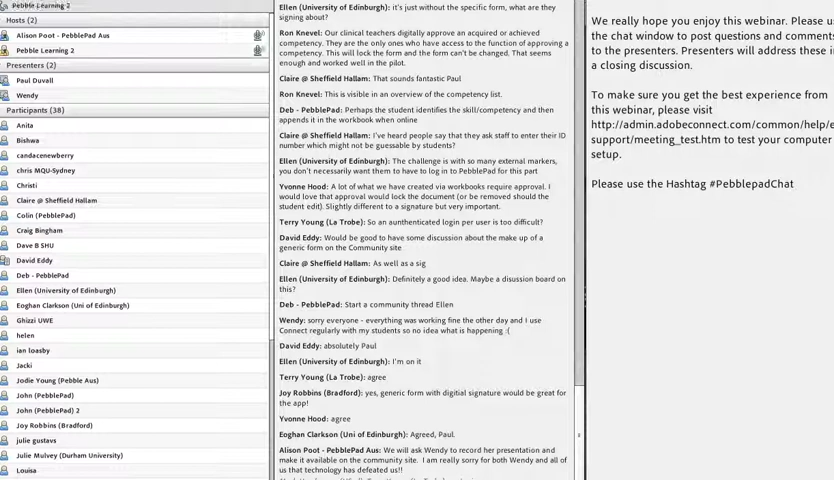 Pebble Learning 2
Hosts (2)
Alison Poot - PebblePad Aus
Pebble Learning 2
Presenters (2)
Paul Duvall
Wendy
Participants (38)
Anita
Bishwa
candacenewberry
chris MQU-Sydney
Christi
Claire @ Sheffield Hallam
Colin (PebblePad)
Craig Bingham
Dave B SHU
David Eddy
Deb - PebblePad
Ellen (University of Edinburgh)
Eoghan Clarkson (Uni of Edinburgh)
Ghizzi UWE
helen
ian loasby
Jacki
Jodie Young (Pebble Aus)
John (PebblePad)
John (PebblePad) 2
Joy Robbins (Bradford)
julie gustavs
Julie Mulvey (Durham University)
Louisa
Ellen (University of Edinburgh): it's just without the specific form, what are they
signing about?
Ron Knevel: Our clinical teachers digitally approve an acquired or achieved
competency. They are the only ones who have access to the function of approving a
competency. This will lock the form and the form can't be changed. That seems
enough and worked well in the pilot.
Claire @ Sheffield Hallam: That sounds fantastic Paul
Ron Knevel: This is visible in an overview of the competency list.
Deb - PebblePad: Perhaps the student identifies the skill/competency and then
appends it in the workbook when online
Claire @ Sheffield Hallam: I've heard people say that they ask staff to enter their ID
number which might not be guessable by students?
Ellen (University of Edinburgh): The challenge is with so many external markers,
you don't necessarily want them to have to log in to PebblePad for this part
Yvonne Hood: A lot of what we have created via workbooks require approval. I
would love that approval would lock the document (or be removed should the
student edit). Slightly different to a signature but very important.
Terry Young (La Trobe): So an aunthenticated login per user is too difficult?
David Eddy: Would be good to have some discussion about the make up of a
generic form on the Community site
Claire @ Sheffield Hallam: As well as a sig
Ellen (University of Edinburgh): Definitely a good idea. Maybe a disussion board on
this?
Deb - PebblePad: Start a community thread Ellen
Wendy: sorry everyone - everything was working fine the other day and I use
Connect regularly with my students so no idea what is happening :(
David Eddy: absolutely Paul
Ellen (University of Edinburgh): I'm on it
Terry Young (La Trobe): agree
Joy Robbins (Bradford): yes, generic form with digitial signature would be great for
the app!
Yvonne Hood: agree
Eoghan Clarkson (Uni of Edinburgh): Agreed, Paul.
Alison Poot - PebblePad Aus: We will ask Wendy to record her presentation and
make it available on the community site. I am really sorry for both Wendy and all of
us that technology has defeated us!!
We really hope you enjoy this webinar. Please u
the chat window to post questions and comments
to the presenters. Presenters will address these i
a closing discussion.
To make sure you get the best experience from
this webinar, please visit
http://admin.adobeconnect.com/common/help/e
support/meeting_test.htm to test your computer
setup.
Please use the Hashtag #PebblepadChat